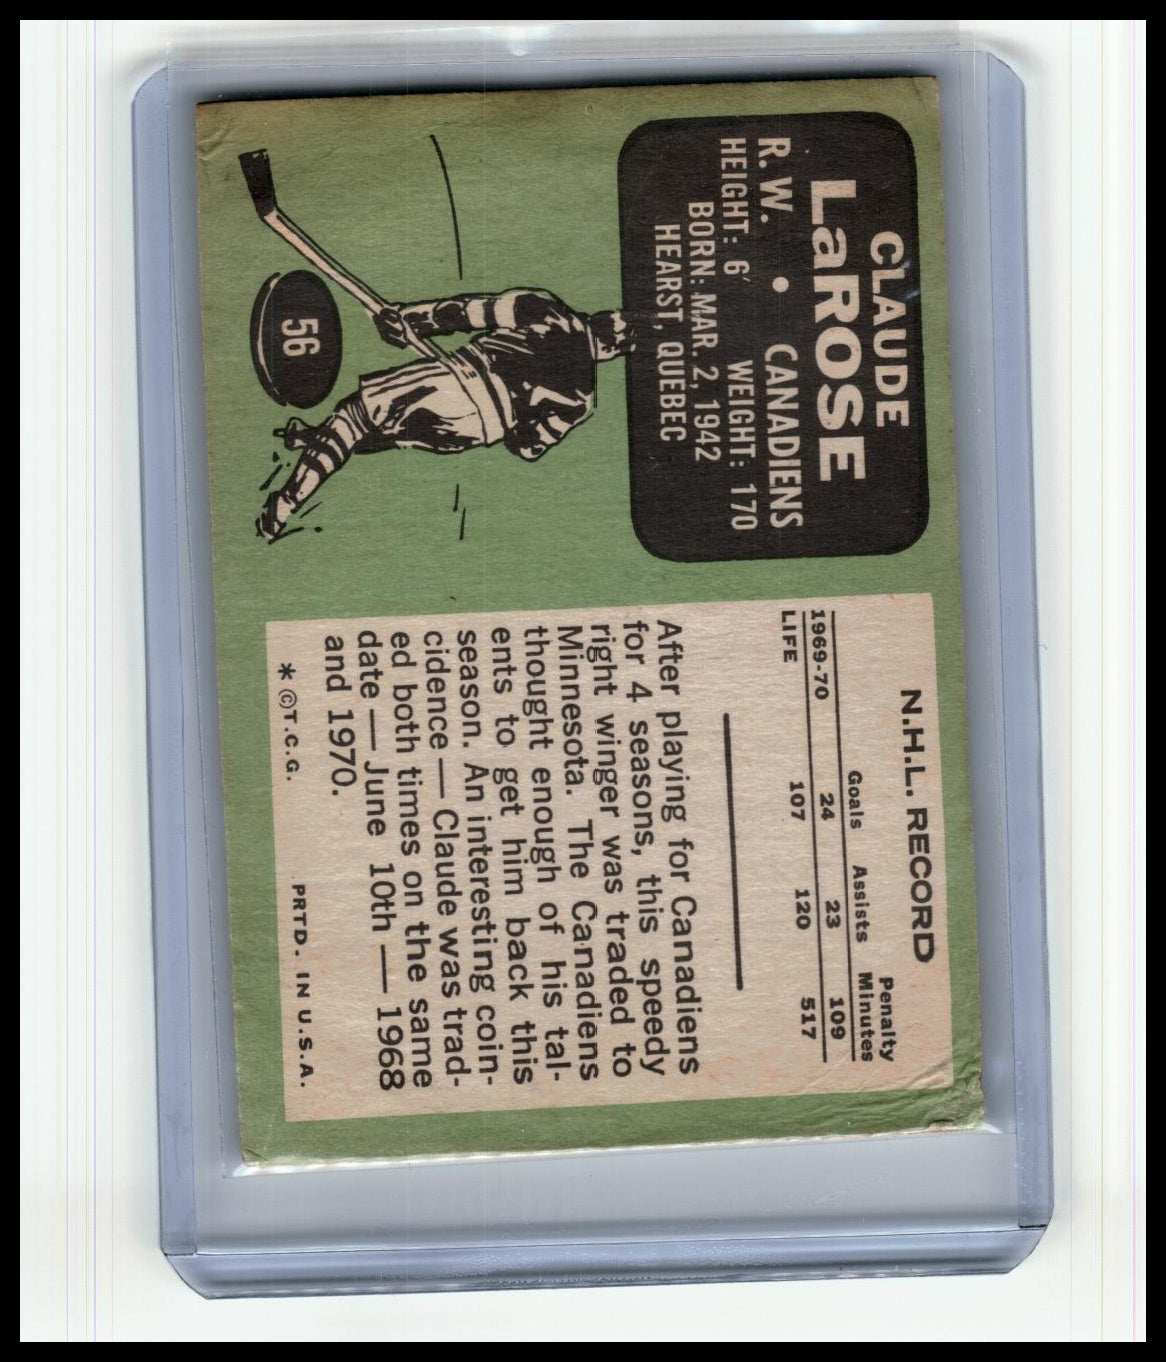 CLAUDE
LaROSE
R.W. • CANADIENS
HEIGHT: 6′ WEIGHT: 170
BORN: MAR. 2, 1942
HEARST, QUEBEC
56
N.H.L. RECORD
Goals Assists Penalty Minutes
1969-70 24 23 109
LIFE 107 120 517
After playing for Canadiens
for 4 seasons, this speedy
right winger was traded to
Minnesota. The Canadiens
thought enough of his tal-
ents to get him back this
season. An interesting coin-
cidence — Claude was trad-
ed both times on the same
date — June 10th — 1968
and 1970.
* © T.C.G. PRTD. IN U.S.A.